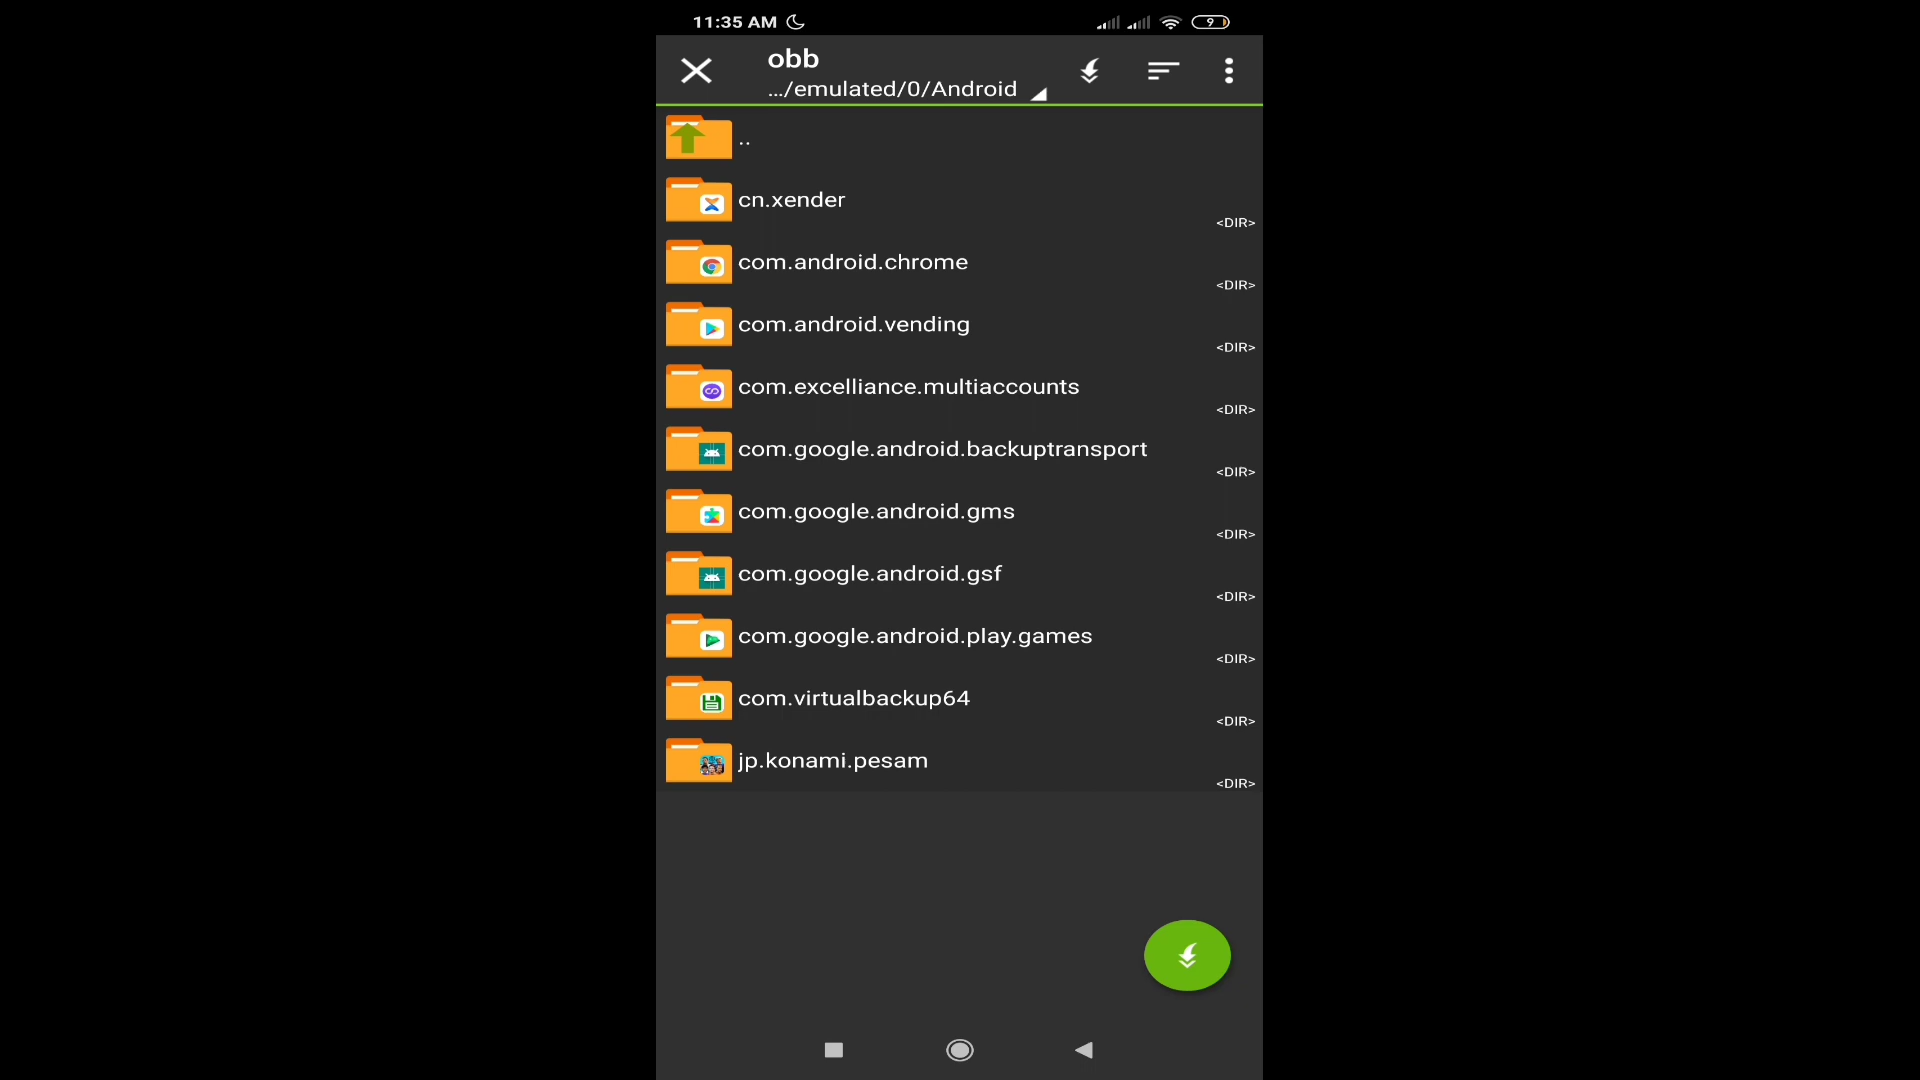 11:35 AM
9
obb
.../emulated/0/Android
..
cn.xender
<DIR>
com.android.chrome
<DIR>
com.android.vending
<DIR>
com.excelliance.multiaccounts
<DIR>
com.google.android.backuptransport
<DIR>
com.google.android.gms
<DIR>
com.google.android.gsf
<DIR>
com.google.android.play.games
<DIR>
com.virtualbackup64
<DIR>
jp.konami.pesam
<DIR>